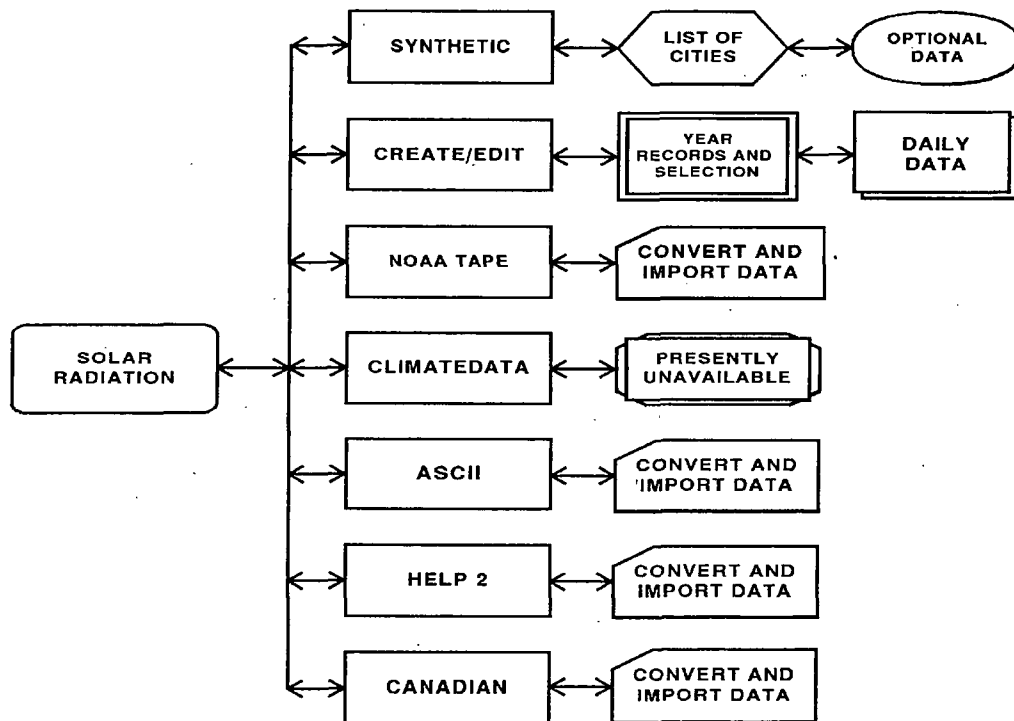 SYNTHETIC
LIST OF
CITIES
OPTIONAL
DATA
CREATE/EDIT
YEAR
RECORDS AND
SELECTION
DAILY
DATA
NOAA TAPE
CONVERT AND
IMPORT DATA
SOLAR
RADIATION
CLIMATEDATA
PRESENTLY
UNAVAILABLE
ASCII
CONVERT AND
IMPORT DATA
HELP 2
CONVERT AND
IMPORT DATA
CANADIAN
CONVERT AND
IMPORT DATA